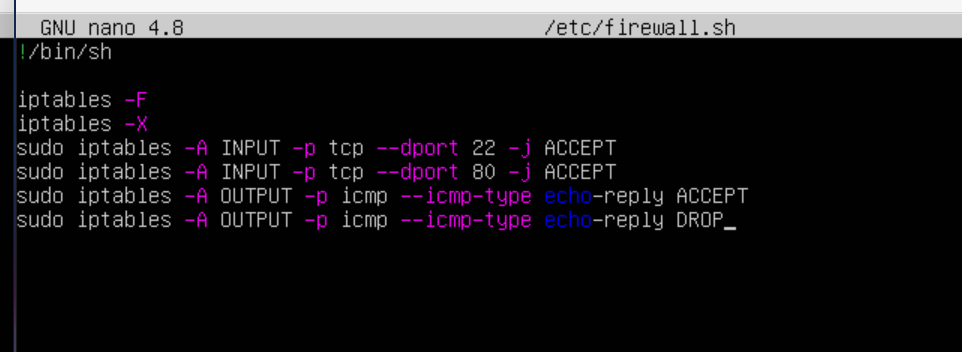 GNU nano 4.8 /etc/firewall.sh
!/bin/sh
iptables -F
iptables -X
sudo iptables -A INPUT -p tcp --dport 22 -j ACCEPT
sudo iptables -A INPUT -p tcp --dport 80 -j ACCEPT
sudo iptables -A OUTPUT -p icmp --icmp-type echo-reply ACCEPT
sudo iptables -A OUTPUT -p icmp --icmp-type echo-reply DROP